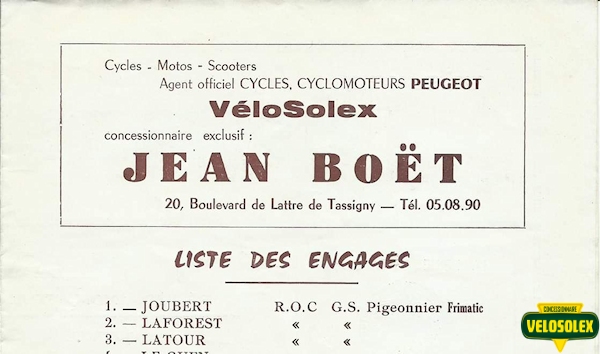 Cycles - Motos - Scooters
Agent officiel CYCLES, CYCLOMOTEURS PEUGEOT
VéloSolex
concessionnaire exclusif :
JEAN BOËT
20, Boulevard de Lattre de Tassigny — Tél. 05.08.90
LISTE DES ENGAGES
1. — JOUBERT R.O.C G.S. Pigeonnier Frimatic
2. — LAFOREST « «
3. — LATOUR « «
CONCESSIONNAIRE
VELOSOLEX